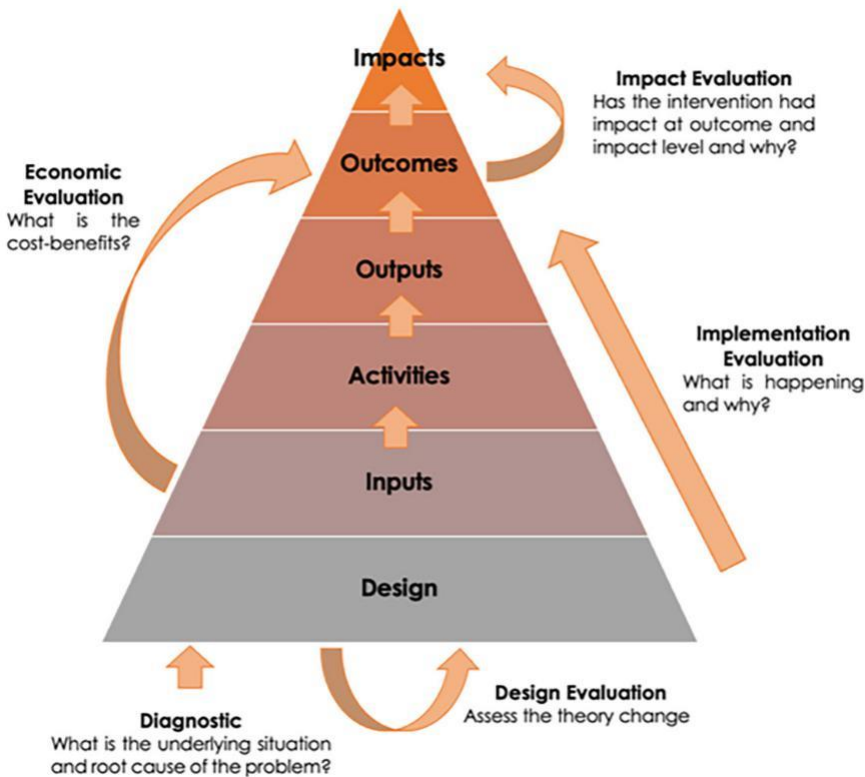 Impacts
Impact Evaluation
Has the intervention had
impact at outcome and
impact level and why?
Outcomes
Economic
Evaluation
What is the
cost-benefits?
Outputs
Implementation
Evaluation
What is happening
and why?
Activities
Inputs
Design
Design Evaluation
Assess the theory change
Diagnostic
What is the underlying situation
and root cause of the problem?